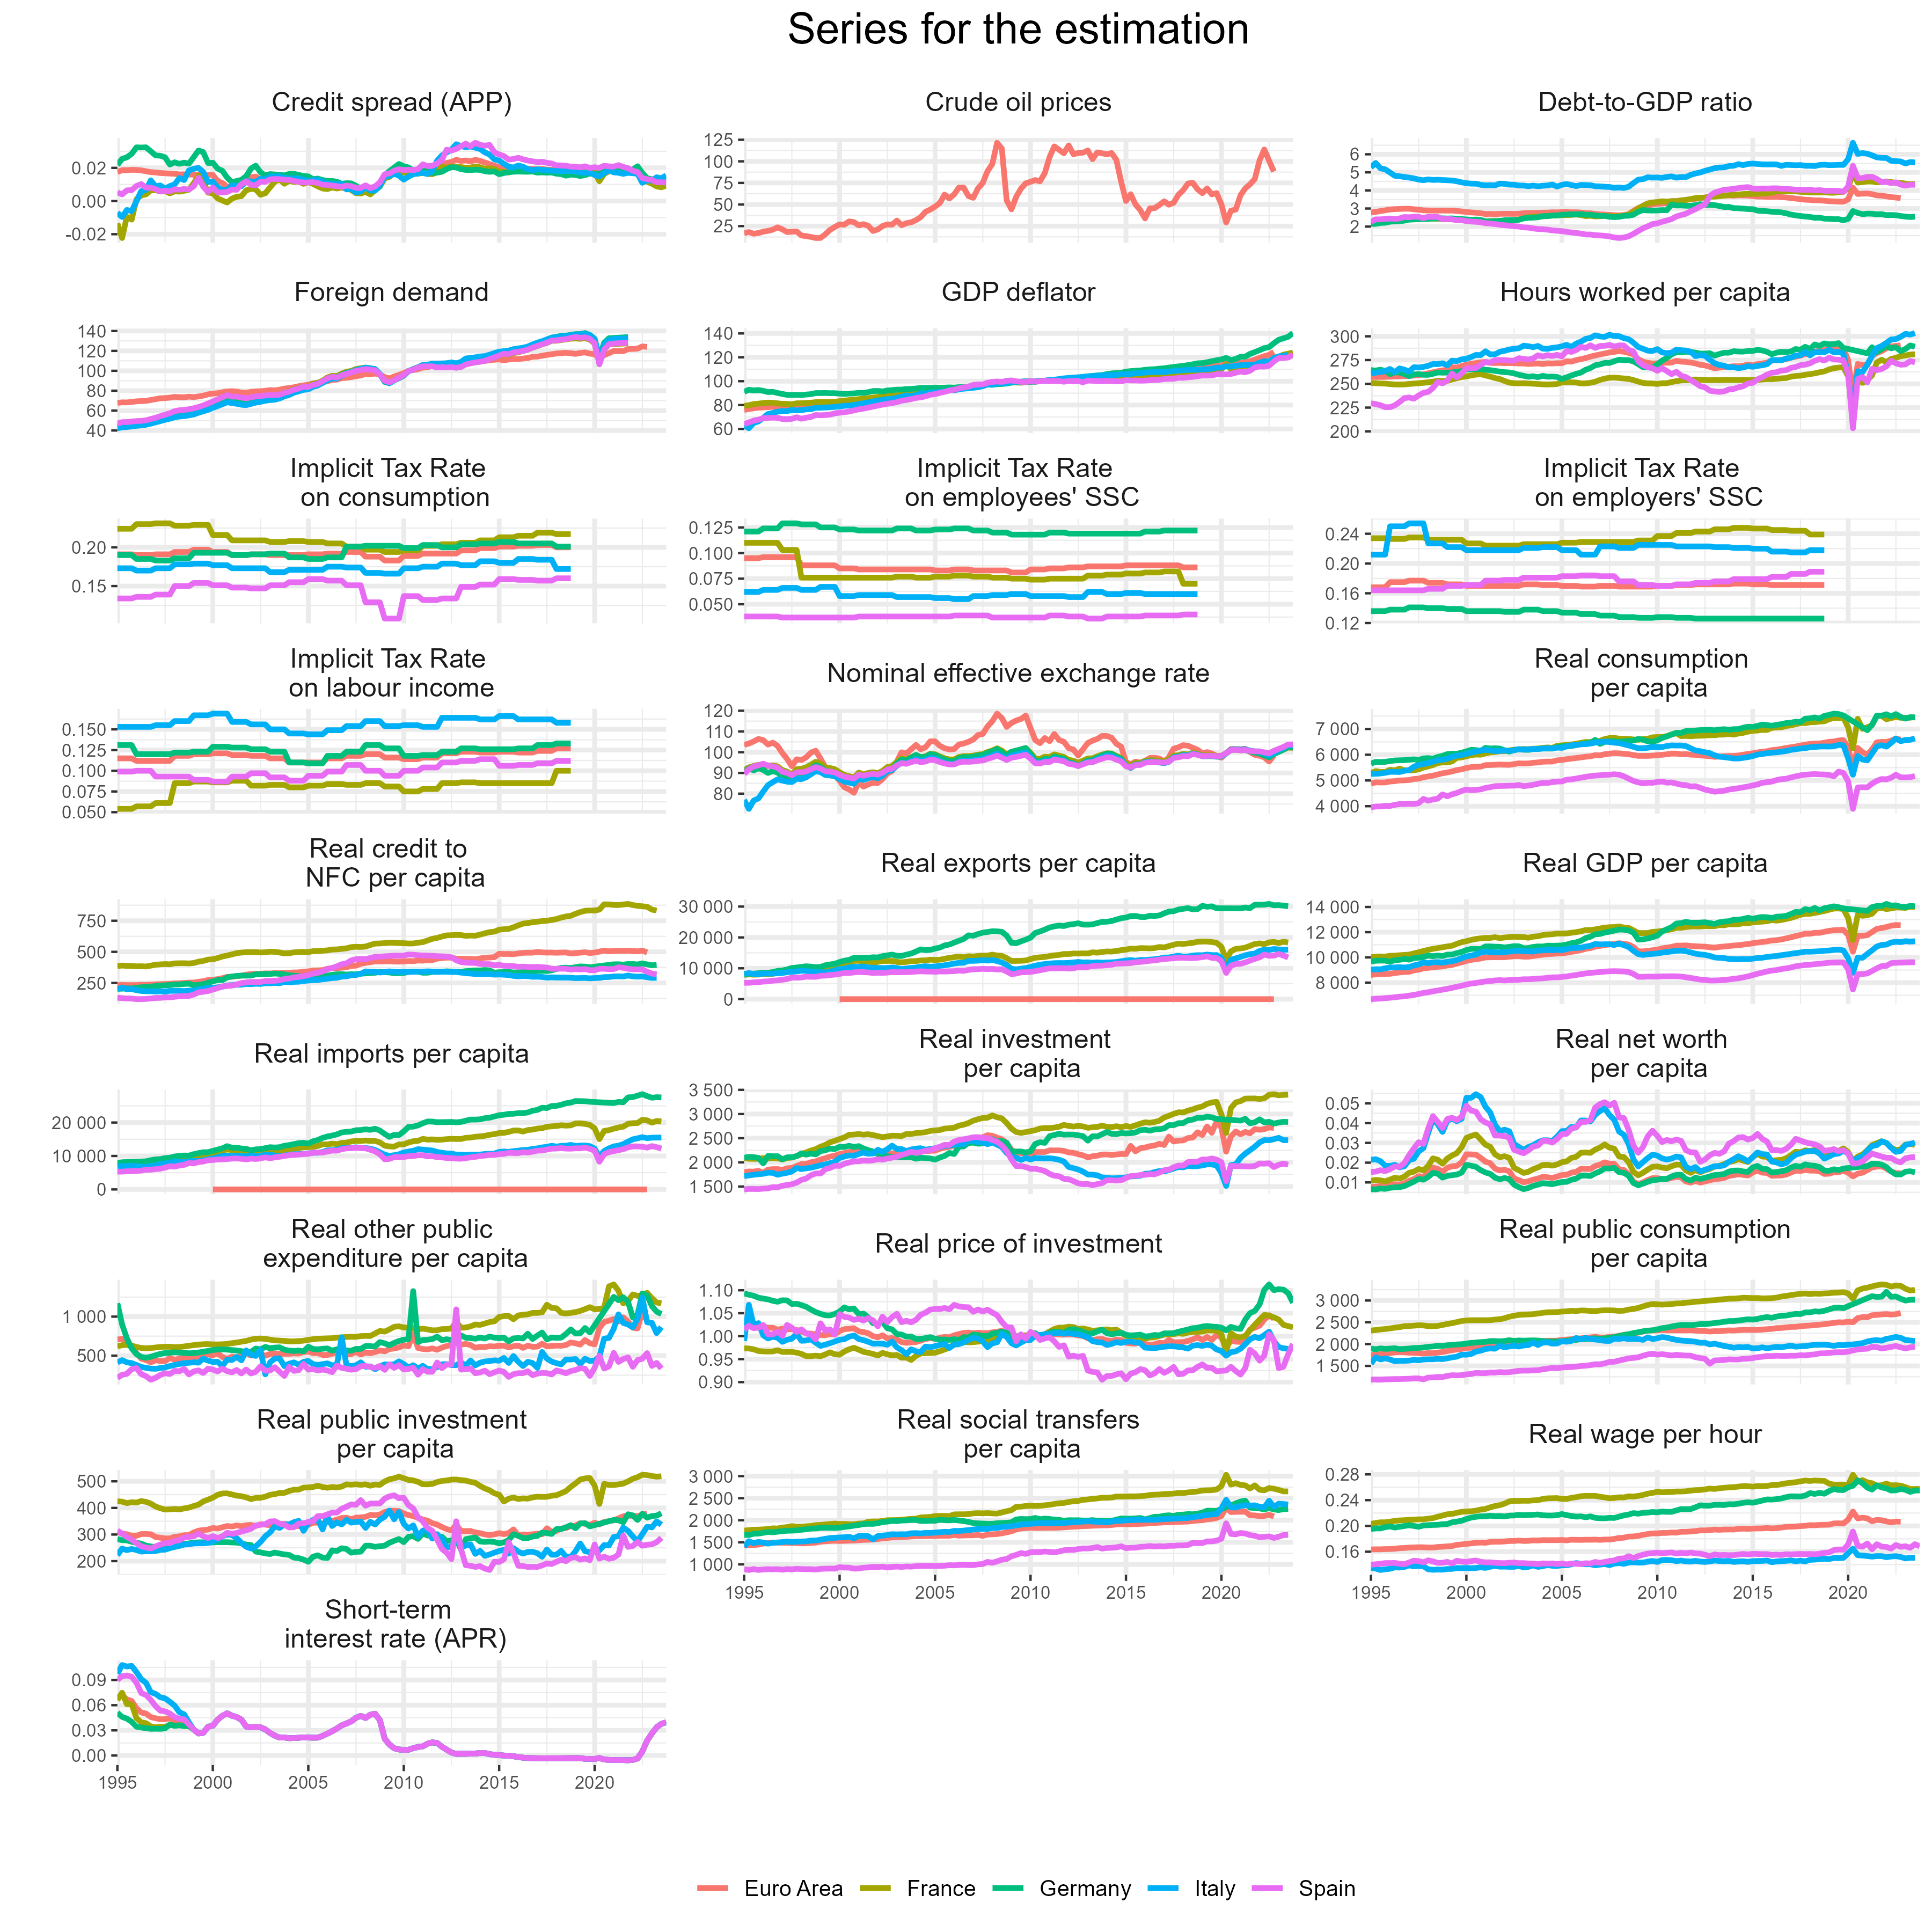 Series for the estimation
Credit spread (APP)
Crude oil prices
Debt-to-GDP ratio
0.02
0.00
-0.02
125
100
75
50
25
6
5
4
3
2
Foreign demand
GDP deflator
Hours worked per capita
140
120
100
80
60
40
140
120
100
80
60
300
275
250
225
200
Implicit Tax Rate
on consumption
Implicit Tax Rate
on employees' SSC
Implicit Tax Rate
on employers' SSC
0.20
0.15
0.125
0.100
0.075
0.050
0.24
0.20
0.16
0.12
Implicit Tax Rate
on labour income
Nominal effective exchange rate
Real consumption
per capita
0.150
0.125
0.100
0.075
0.050
120
110
100
90
80
7 000
6 000
5 000
4 000
Real credit to
NFC per capita
Real exports per capita
Real GDP per capita
750
500
250
30 000
20 000
10 000
0
14 000
12 000
10 000
8 000
Real imports per capita
Real investment
per capita
Real net worth
per capita
20 000
10 000
0
3 500
3 000
2 500
2 000
1 500
0.05
0.04
0.03
0.02
0.01
Real other public
expenditure per capita
Real price of investment
Real public consumption
per capita
1 000
500
1.10
1.05
1.00
0.95
0.90
3 000
2 500
2 000
1 500
Real public investment
per capita
Real social transfers
per capita
Real wage per hour
500
400
300
200
3 000
2 500
2 000
1 500
1 000
0.28
0.24
0.20
0.16
1995 2000 2005 2010 2015 2020
1995 2000 2005 2010 2015 2020
Short-term
interest rate (APR)
0.09
0.06
0.03
0.00
1995 2000 2005 2010 2015 2020
Euro Area France Germany Italy Spain